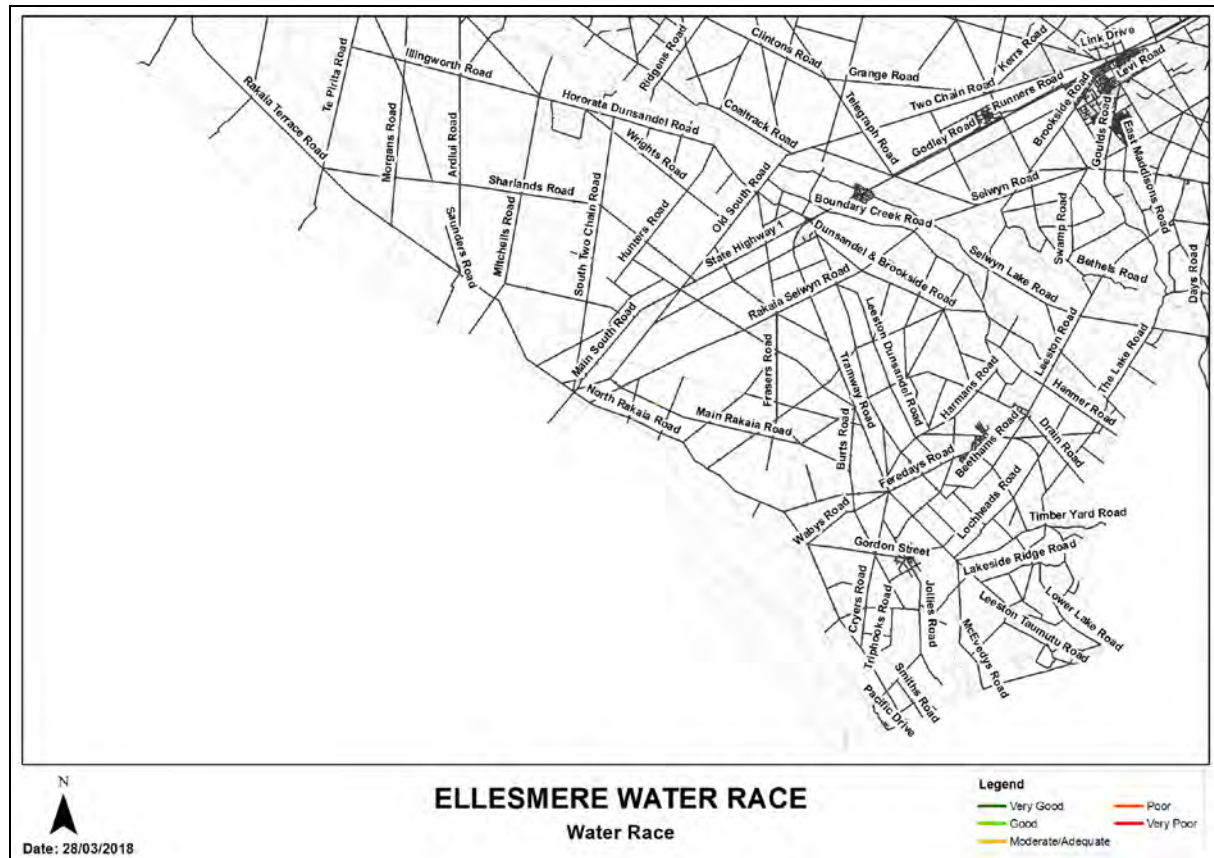 Link Drive
Kerrs Road
Levi Road
Clintons Road
Ridgens Road
Grange Road
Two Chain Road
Runners Road
Brookside Road
Te Pirita Road
Illingworth Road
Rakaia Terrace Road
Hororata Dunsandel Road
Coaltrack Road
Telegraph Road
Godley Road
Goulds Road
East Maddisons Road
Morgans Road
Ardlui Road
Wrights Road
Sharlands Road
Selwyn Road
Boundary Creek Road
Old South Road
Saunders Road
Mitchells Road
South Two Chain Road
Hunters Road
State Highway 1
Dunsandel & Brookside Road
Swamp Road
Bethels Road
Days Road
Selwyn Lake Road
Rakaia Selwyn Road
Leeston Dunsandel Road
Leeston Road
The Lake Road
Main South Road
Frasers Road
Tramway Road
Harmans Road
Hanmer Road
North Rakaia Road
Main Rakaia Road
Burts Road
Beethams Road
Drain Road
Feredays Road
Lochheads Road
Wabys Road
Timber Yard Road
Gordon Street
Lakeside Ridge Road
Cryers Road
Triphooks Road
Jollies Road
McEvedys Road
Leeston Taumutu Road
Lower Lake Road
Smiths Road
Pacific Drive
N
Date: 28/03/2018
ELLESMERE WATER RACE
Water Race
Legend
Very Good
Good
Moderate/Adequate
Poor
Very Poor